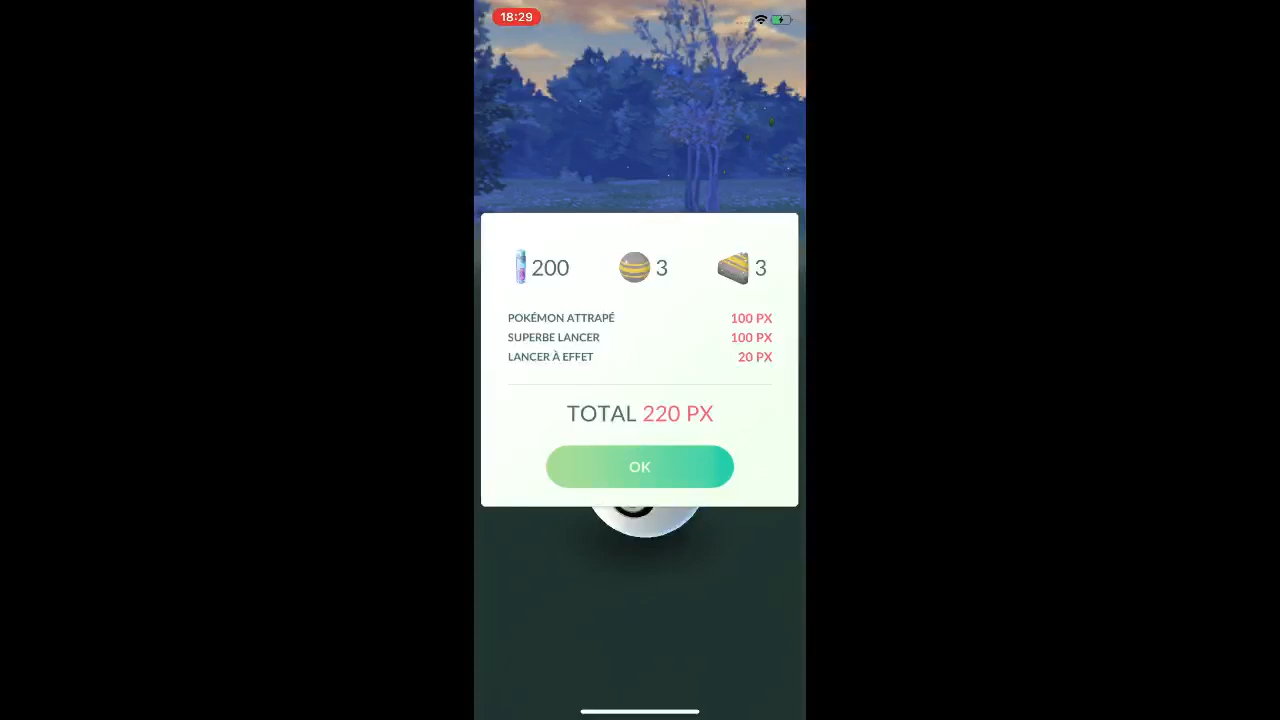 18:29
200 3 3
POKÉMON ATTRAPÉ 100 PX
SUPERBE LANCER 100 PX
LANCER À EFFET 20 PX
TOTAL 220 PX
OK